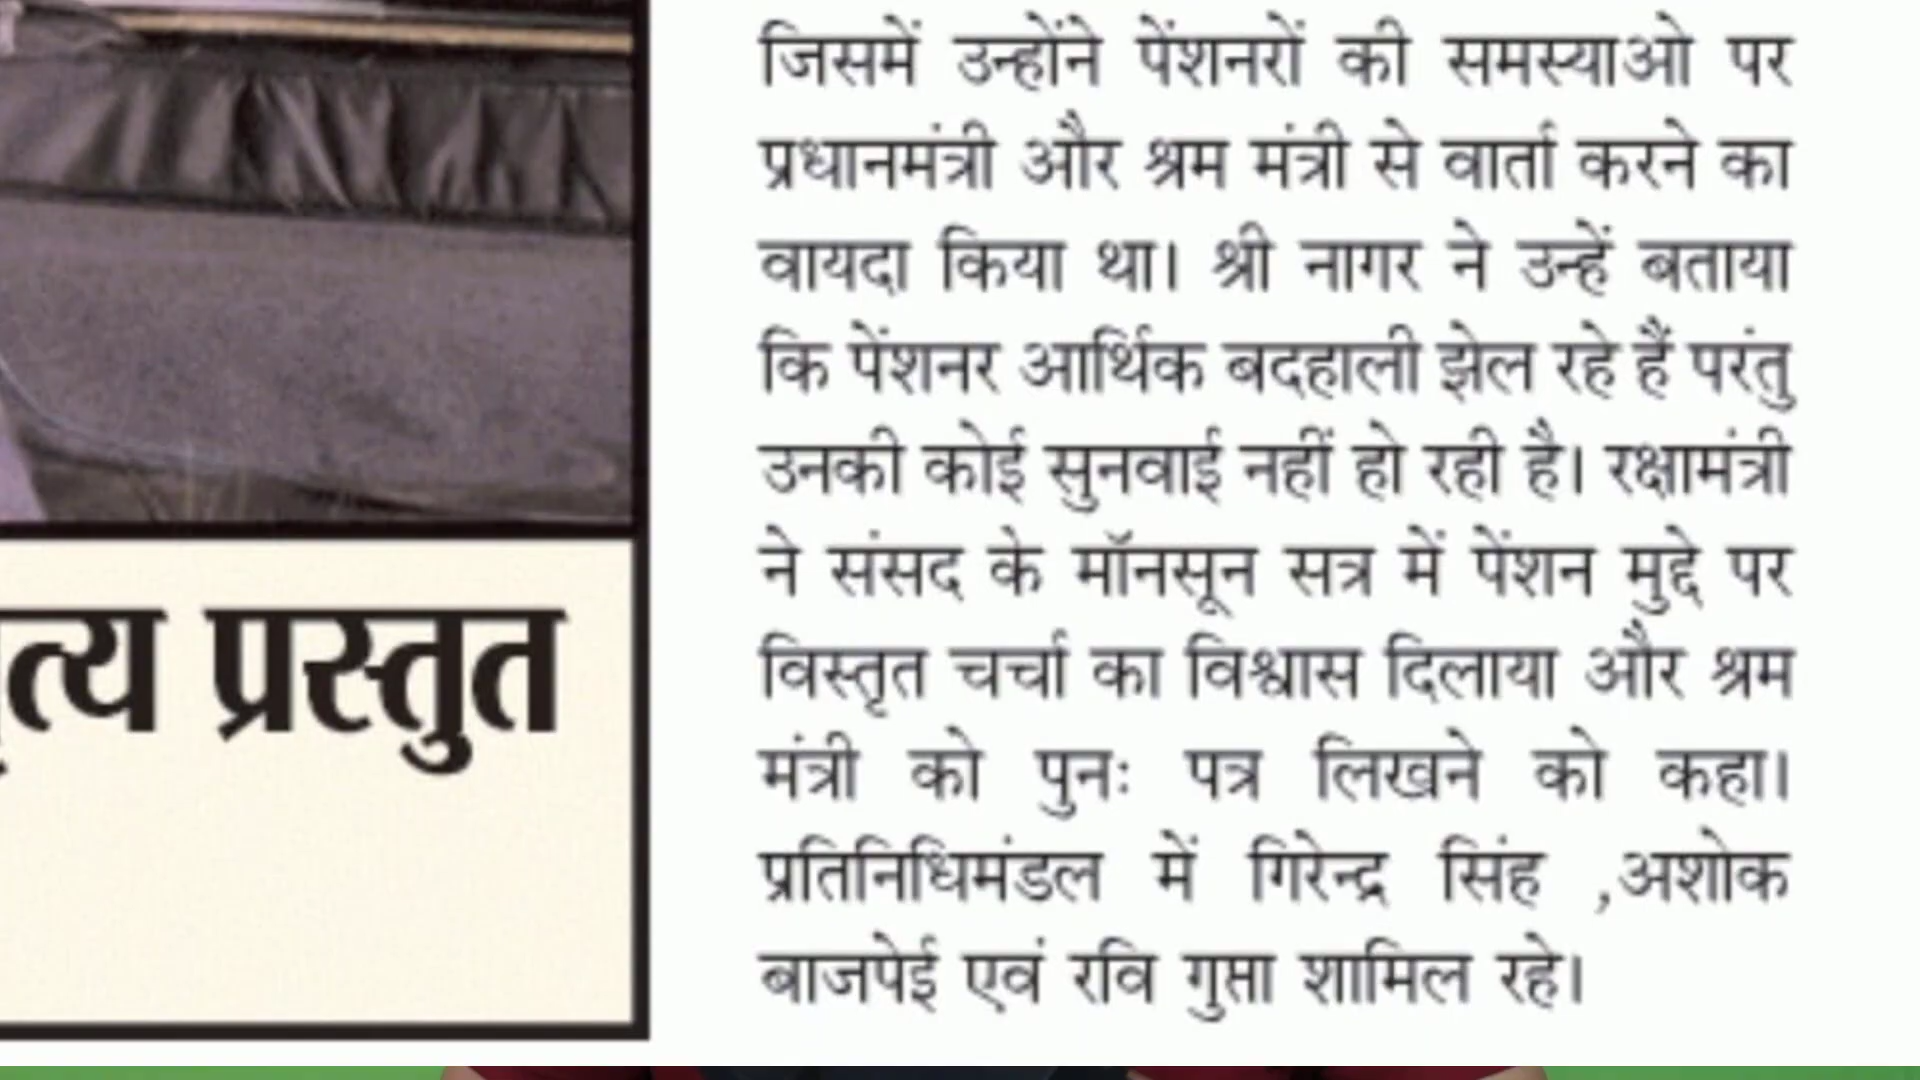 जिसमें उन्होंने पेंशनरों की समस्याओ पर
प्रधानमंत्री और श्रम मंत्री से वार्ता करने का
वायदा किया था। श्री नागर ने उन्हें बताया
कि पेंशनर आर्थिक बदहाली झेल रहे हैं परंतु
उनकी कोई सुनवाई नहीं हो रही है। रक्षामंत्री
ने संसद के मॉनसून सत्र में पेंशन मुद्दे पर
विस्तृत चर्चा का विश्वास दिलाया और श्रम
मंत्री को पुनः पत्र लिखने को कहा।
प्रतिनिधिमंडल में गिरेन्द्र सिंह ,अशोक
बाजपेई एवं रवि गुप्ता शामिल रहे।
प्रस्तुत